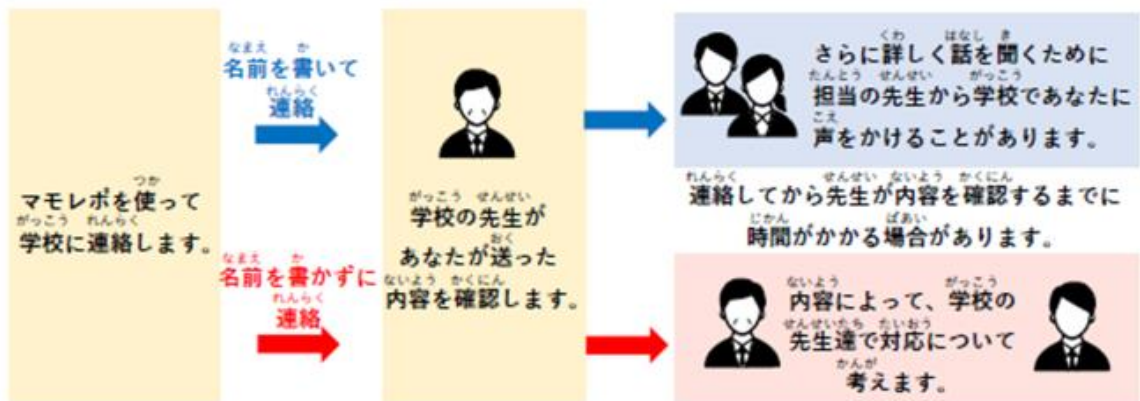 マモレポを使って
学校に連絡します。
名前を書いて
連絡
名前を書かずに
連絡
学校の先生が
あなたが送った
内容を確認します。
さらに詳しく話を聞くために
担当の先生から学校であなたに
声をかけることがあります。
連絡してから先生が内容を確認するまでに
時間がかかる場合があります。
内容によって、学校の
先生達で対応について
考えます。